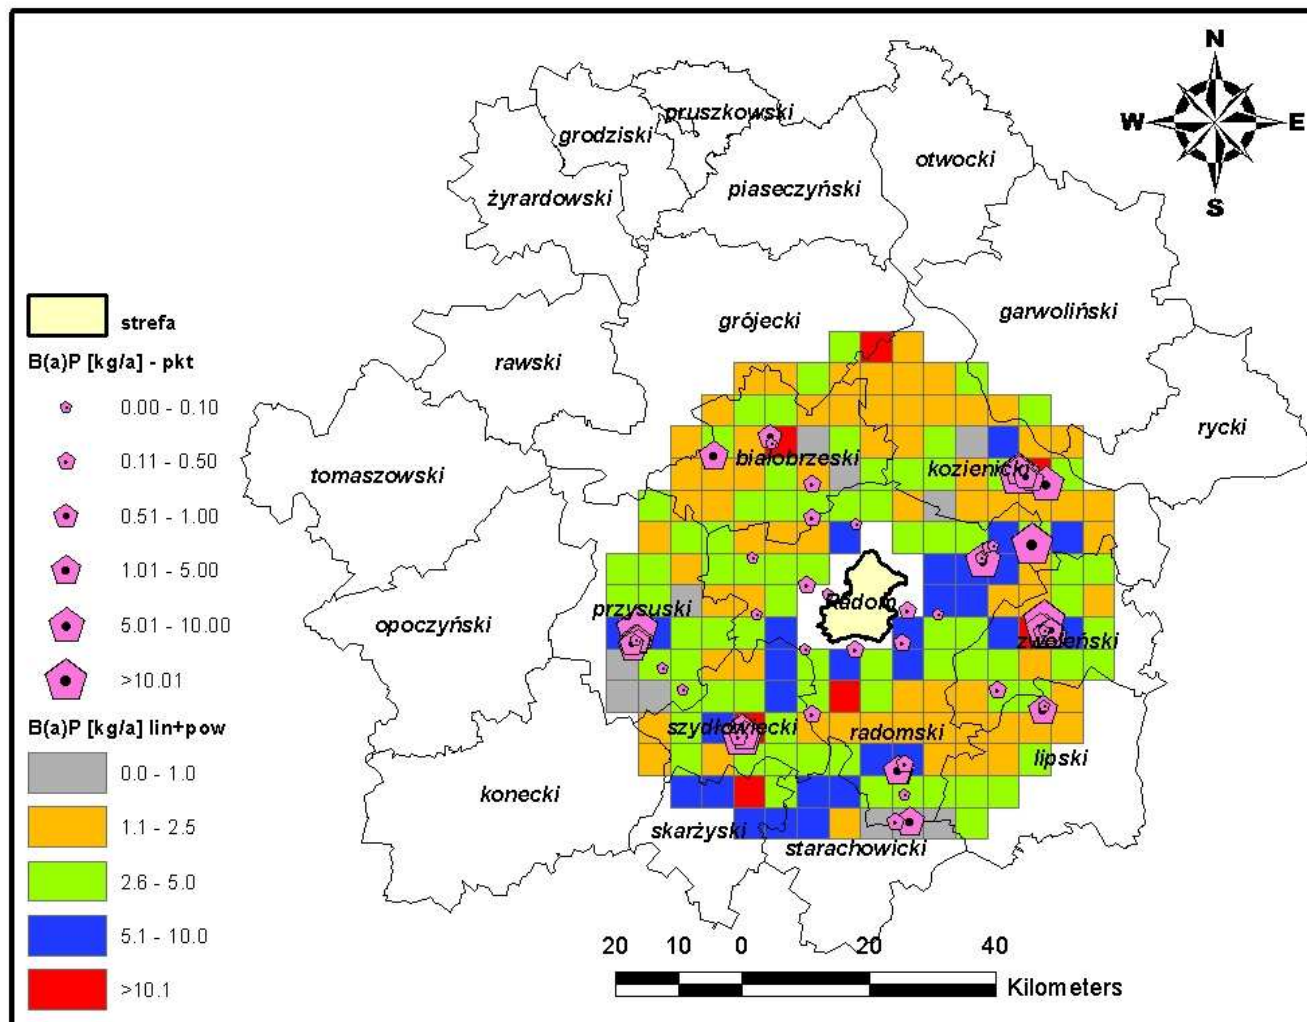 N
W E
S
pruszkowski
grodziski
otwocki
piaseczyński
żyrardowski
garwoliński
grójecki
rawski
rycki
białobrzeski
kozienicki
tomaszowski
przysuski
Radom
opoczyński
zwoleński
szydłowiecki
radomski
lipski
konecki
skarżyski
starachowicki
strefa
B(a)P [kg/a] - pkt
0.00 - 0.10
0.11 - 0.50
0.51 - 1.00
1.01 - 5.00
5.01 - 10.00
>10.01
B(a)P [kg/a] lin+pow
0.0 - 1.0
1.1 - 2.5
2.6 - 5.0
5.1 - 10.0
>10.1
20 10 0 20 40
Kilometers